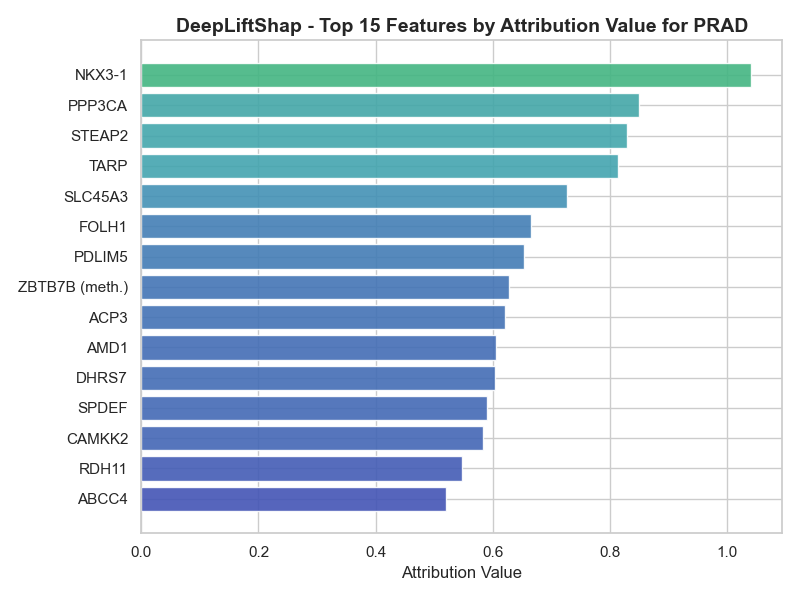 DeepLiftShap - Top 15 Features by Attribution Value for PRAD
NKX3-1
PPP3CA
STEAP2
TARP
SLC45A3
FOLH1
PDLIM5
ZBTB7B (meth.)
ACP3
AMD1
DHRS7
SPDEF
CAMKK2
RDH11
ABCC4
0.0 0.2 0.4 0.6 0.8 1.0
Attribution Value